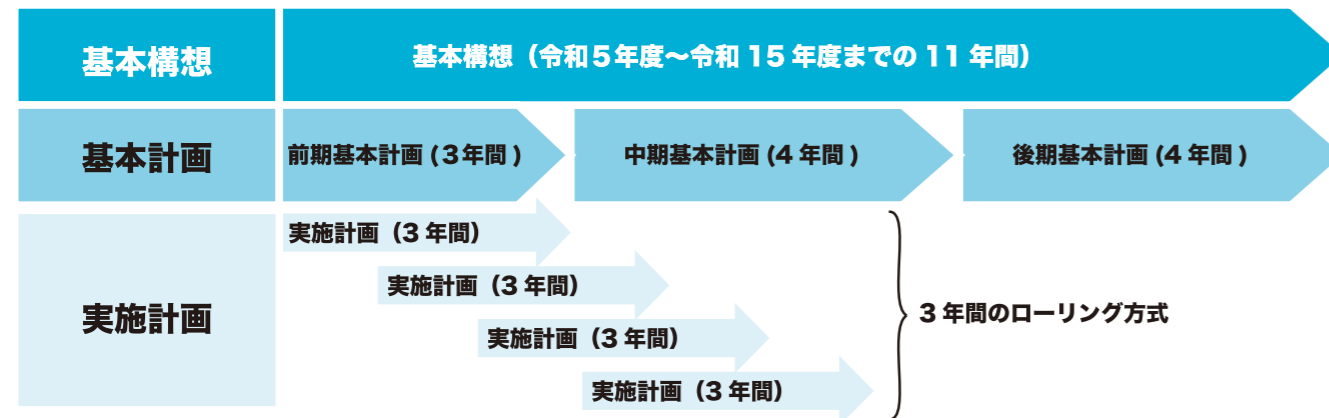 基本構想
基本構想（令和５年度～令和 15 年度までの 11 年間）
基本計画
前期基本計画 (３年間 )
中期基本計画 (4 年間 )
後期基本計画 (4 年間 )
実施計画
実施計画（3 年間）
実施計画（3 年間）
実施計画（3 年間）
実施計画（3 年間）
3 年間のローリング方式